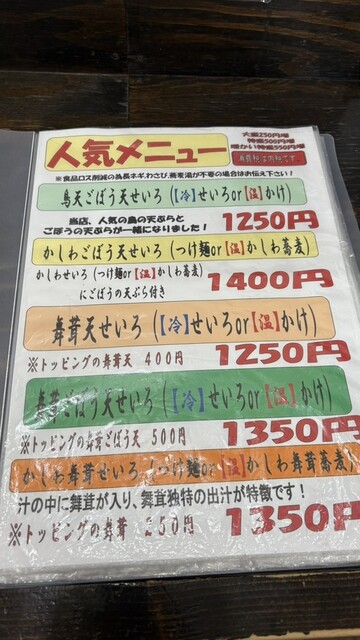 大盛250円増
特盛500円増
人気メニュー
消費税は内税です
※食品ロス削減の為長ネギ、わさび、蕎麦湯が不要の場合はお伝え下さい!
鳥天ごぼう天せいろ(【冷】せいろor【温】かけ)
当店、人気の鳥の天ぷらと
ごぼうの天ぷらが一緒になりました!
1250円
かしわごぼう天せいろ(つけ麺or【温】かしわ蕎麦)
かしわせいろ(つけ麺or【温】かしわ蕎麦)
にごぼうの天ぷら付き
1400円
舞茸天せいろ(【冷】せいろor【温】かけ)
※トッピングの舞茸天 400円
1250円
舞茸ごぼう天せいろ(【冷】せいろor【温】かけ)
※トッピングの舞茸ごぼう天 500円
1350円
かしわ舞茸せいろ(つけ麺or【温】かしわ舞茸蕎麦)
汁の中に舞茸が入り、舞茸独特の出汁が特徴です!
※トッピングの舞茸 250円
1350円